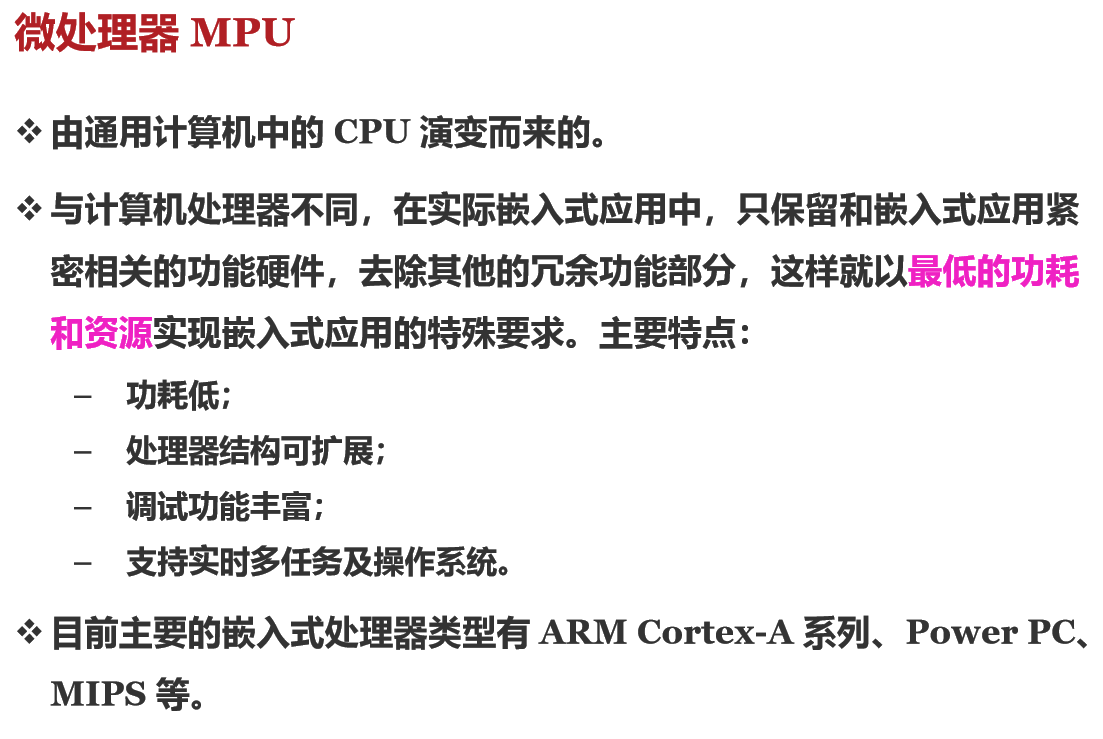 微处理器 MPU
❖ 由通用计算机中的 CPU 演变而来的。
❖ 与计算机处理器不同，在实际嵌入式应用中，只保留和嵌入式应用紧
密相关的功能硬件，去除其他的冗余功能部分，这样就以最低的功耗
和资源实现嵌入式应用的特殊要求。主要特点：
– 功耗低；
– 处理器结构可扩展；
– 调试功能丰富；
– 支持实时多任务及操作系统。
❖ 目前主要的嵌入式处理器类型有 ARM Cortex-A 系列、Power PC、
MIPS 等。